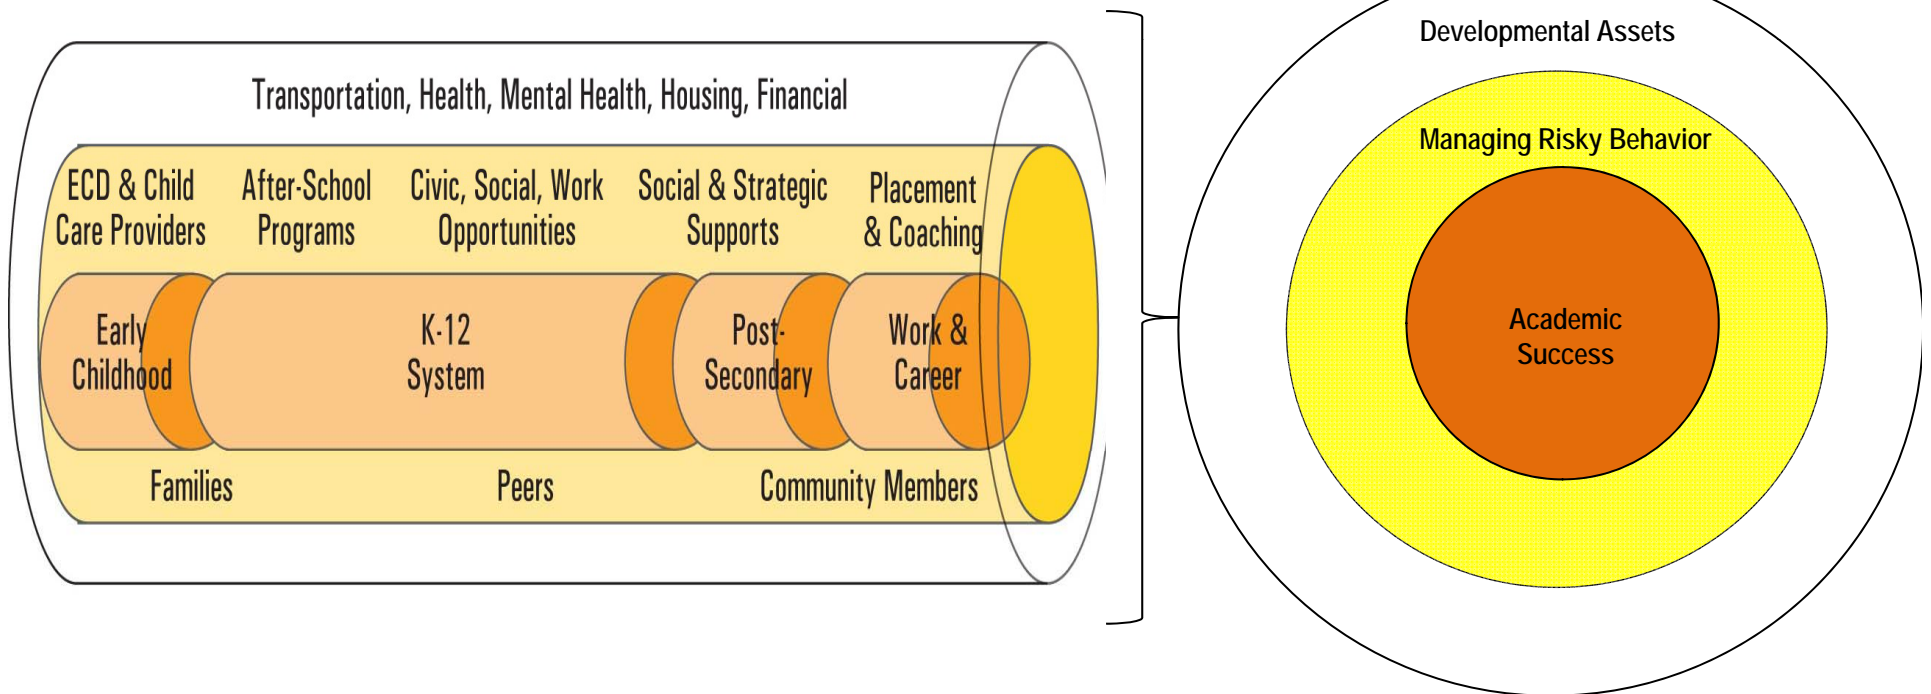 Transportation, Health, Mental Health, Housing, Financial
ECD & Child
Care Providers
After-School
Programs
Civic, Social, Work
Opportunities
Social & Strategic
Supports
Placement
& Coaching
Early
Childhood
K-12
System
Post-
Secondary
Work &
Career
Families
Peers
Community Members
Developmental Assets
Managing Risky Behavior
Academic
Success